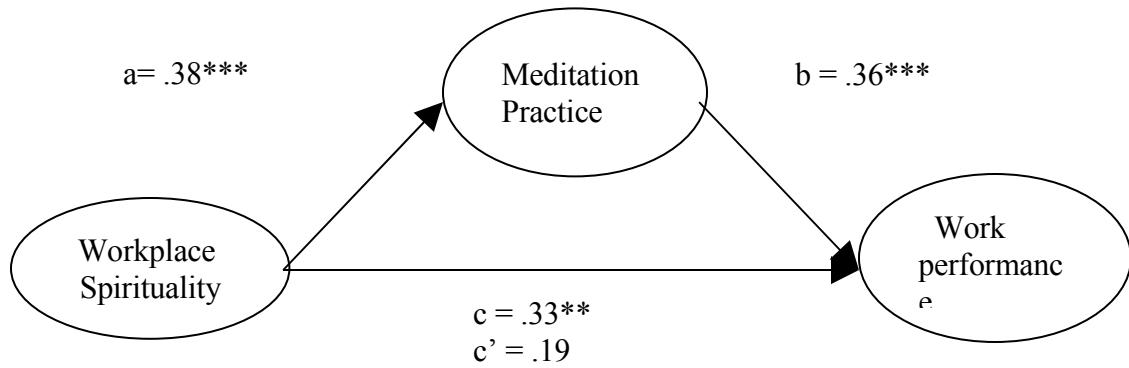 a= .38***
Meditation
Practice
b = .36***
Workplace
Spirituality
Work
performanc
e
c = .33**
c’ = .19